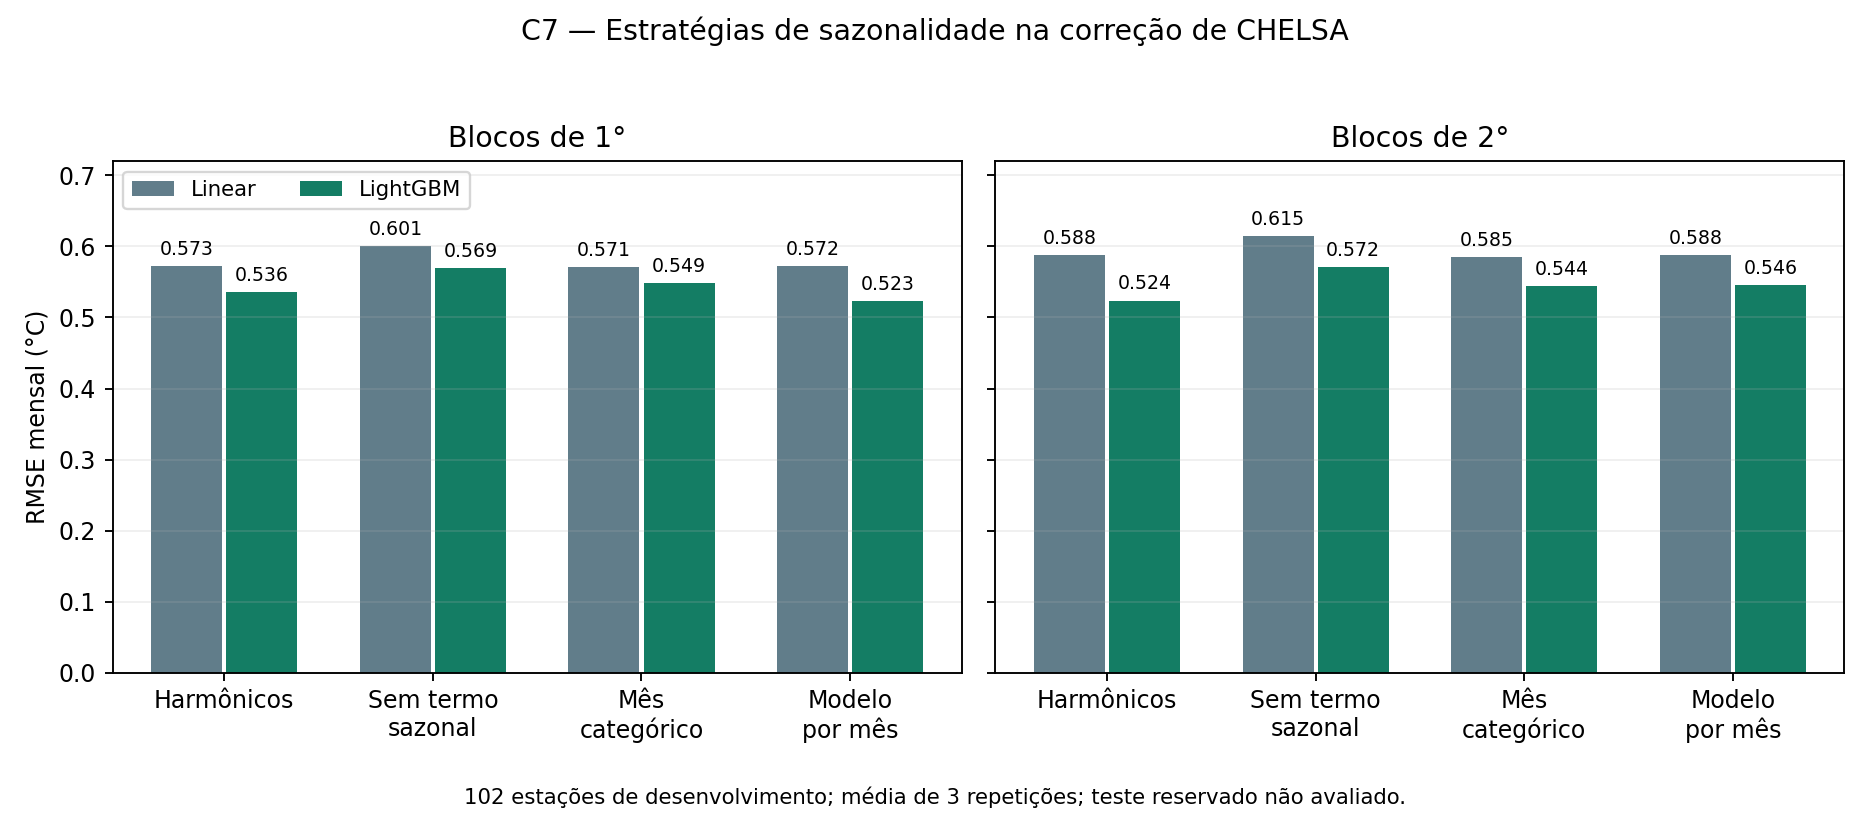 C7 — Estratégias de sazonalidade na correção de CHELSA
Blocos de 1°
Linear
LightGBM
RMSE mensal (°C)
0.7
0.6
0.5
0.4
0.3
0.2
0.1
0.0
0.573
0.536
0.601
0.569
0.571
0.549
0.572
0.523
Harmônicos
Sem termo
sazonal
Mês
categórico
Modelo
por mês
Blocos de 2°
0.588
0.524
0.615
0.572
0.585
0.544
0.588
0.546
Harmônicos
Sem termo
sazonal
Mês
categórico
Modelo
por mês
102 estações de desenvolvimento; média de 3 repetições; teste reservado não avaliado.